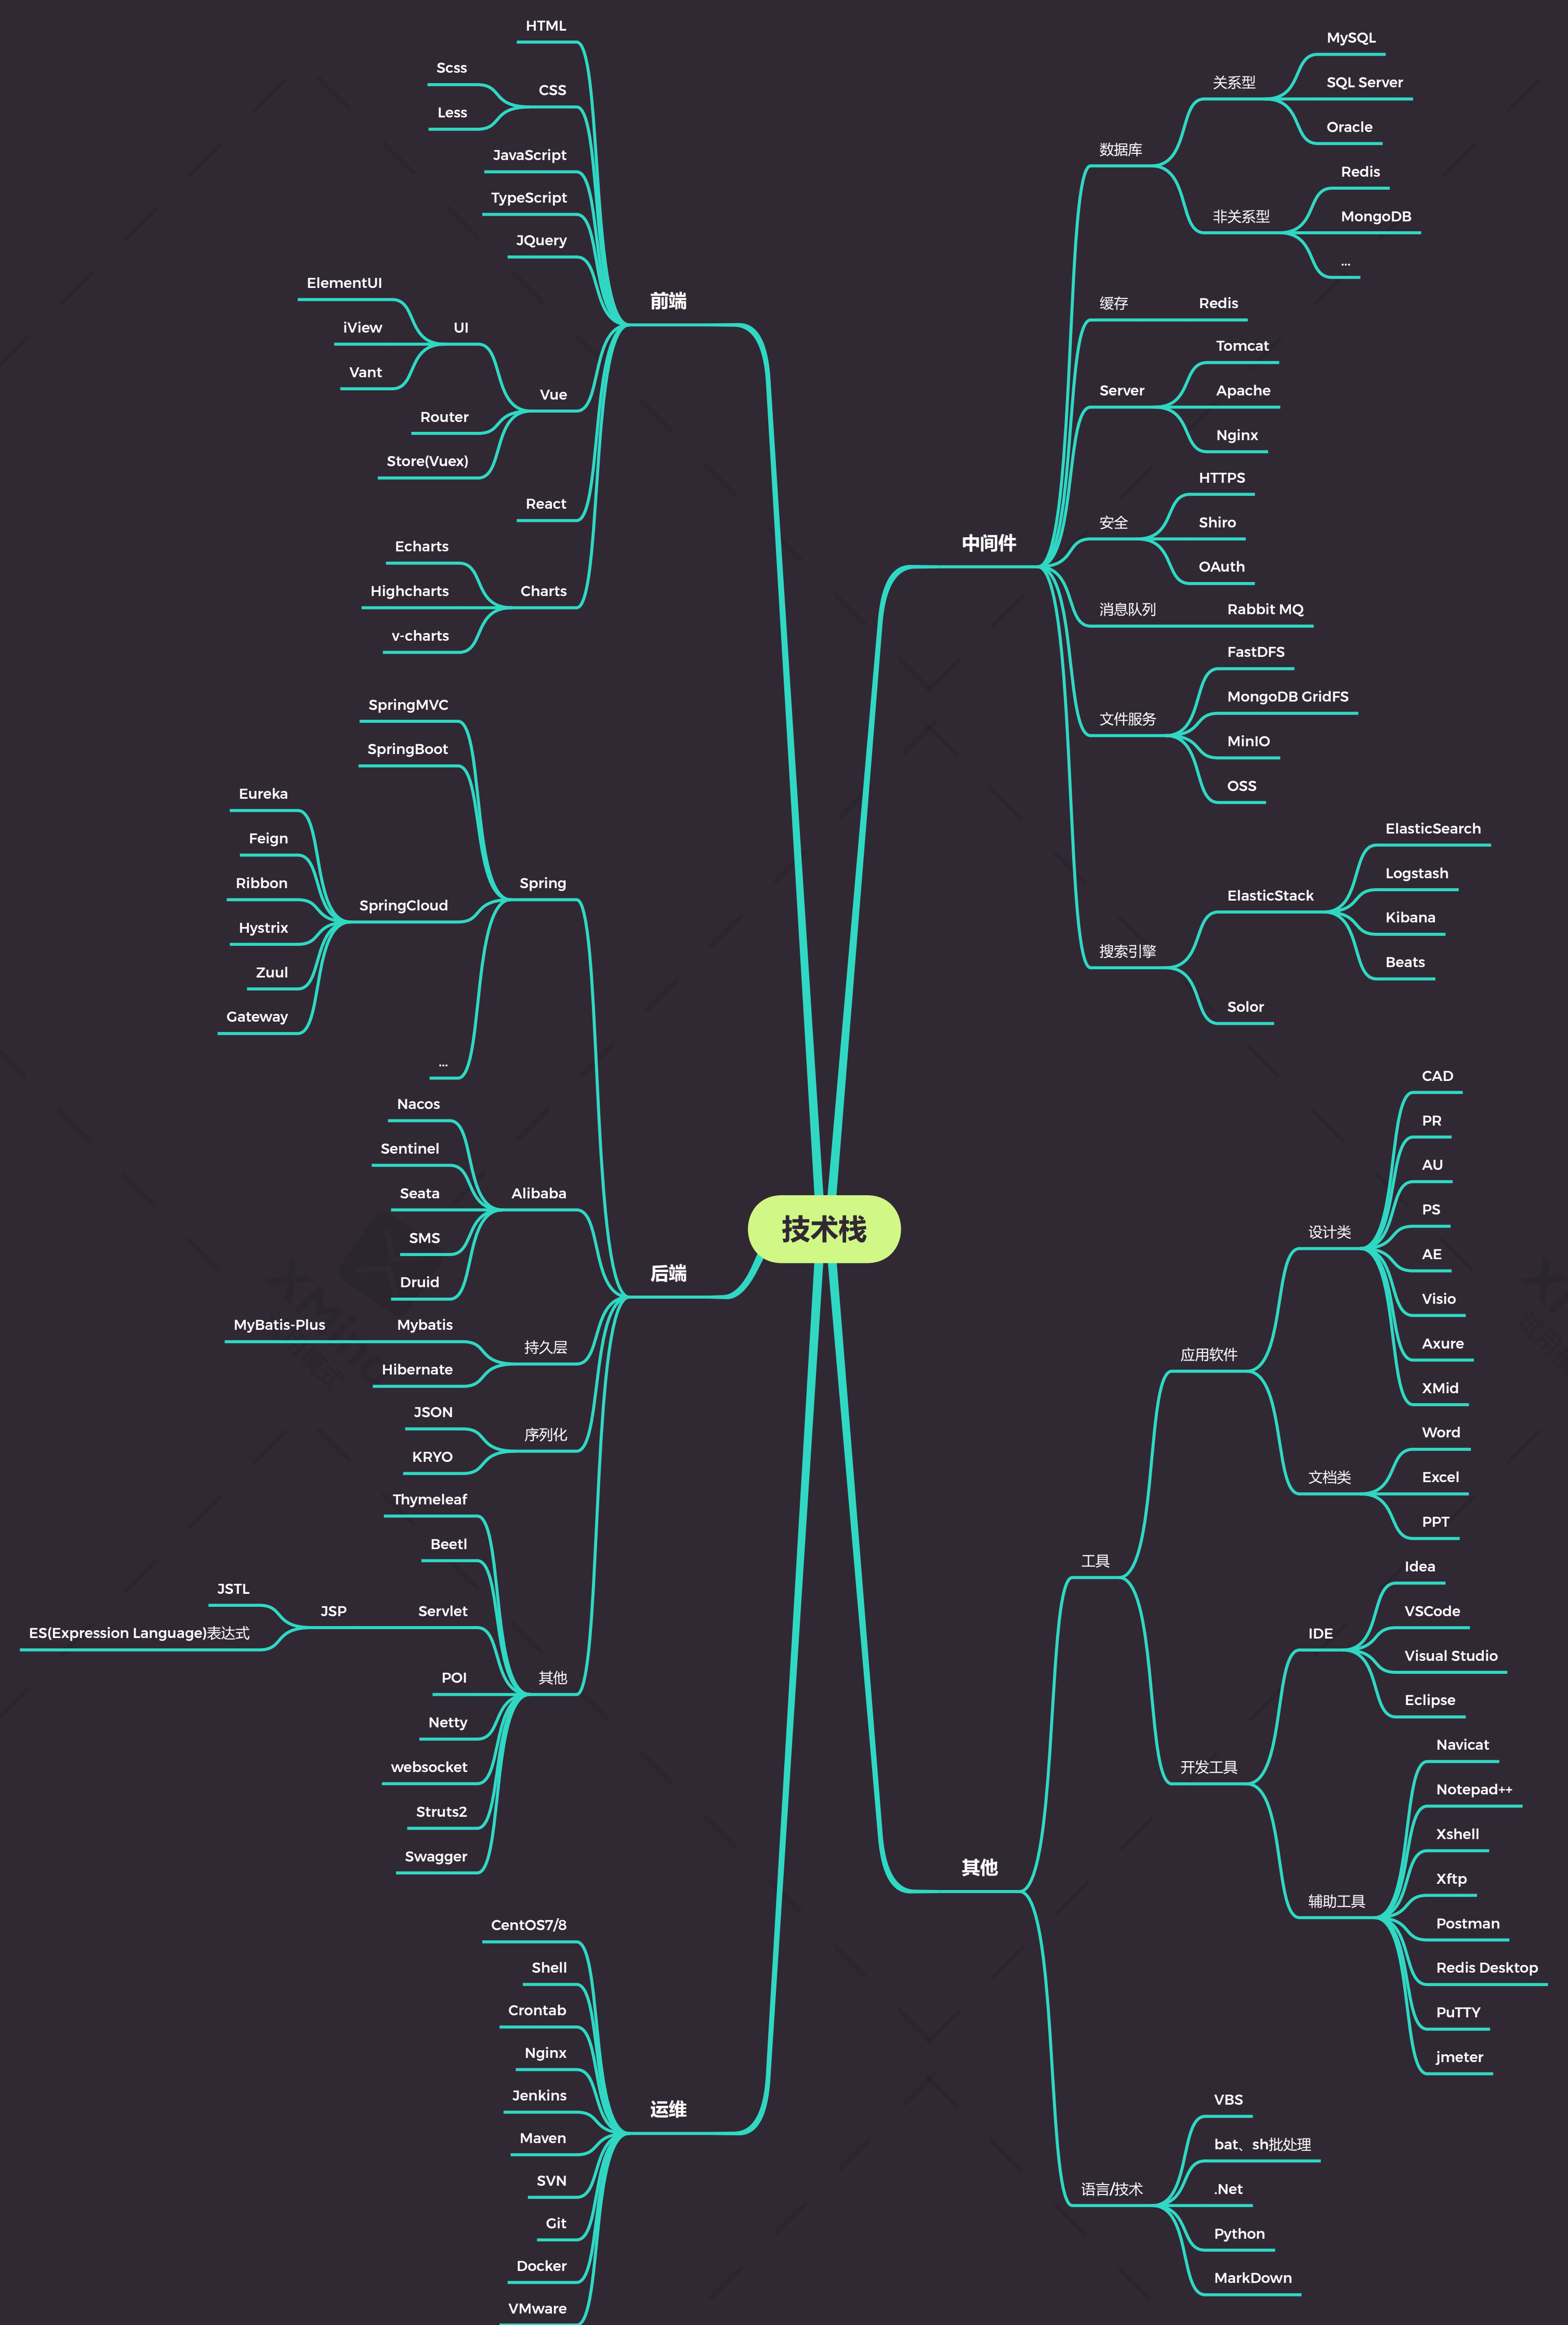 技术栈
前端
HTML
CSS
Scss
Less
JavaScript
TypeScript
JQuery
Vue
UI
ElementUI
iView
Vant
Router
Store(Vuex)
React
Charts
Echarts
Highcharts
v-charts
后端
Spring
SpringMVC
SpringBoot
SpringCloud
Eureka
Feign
Ribbon
Hystrix
Zuul
Gateway
...
Alibaba
Nacos
Sentinel
Seata
SMS
Druid
持久层
Mybatis
MyBatis-Plus
Hibernate
序列化
JSON
KRYO
其他
Thymeleaf
Beetl
Servlet
JSP
JSTL
ES(Expression Language)表达式
POI
Netty
websocket
Struts2
Swagger
运维
CentOS7/8
Shell
Crontab
Nginx
Jenkins
Maven
SVN
Git
Docker
VMware
中间件
数据库
关系型
MySQL
SQL Server
Oracle
非关系型
Redis
MongoDB
...
缓存
Redis
Server
Tomcat
Apache
Nginx
安全
HTTPS
Shiro
OAuth
消息队列
Rabbit MQ
文件服务
FastDFS
MongoDB GridFS
MinIO
OSS
搜索引擎
ElasticStack
ElasticSearch
Logstash
Kibana
Beats
Solor
其他
工具
应用软件
设计类
CAD
PR
AU
PS
AE
Visio
Axure
XMid
文档类
Word
Excel
PPT
开发工具
IDE
Idea
VSCode
Visual Studio
Eclipse
辅助工具
Navicat
Notepad++
Xshell
Xftp
Postman
Redis Desktop
PuTTY
jmeter
语言/技术
VBS
bat、sh批处理
.Net
Python
MarkDown